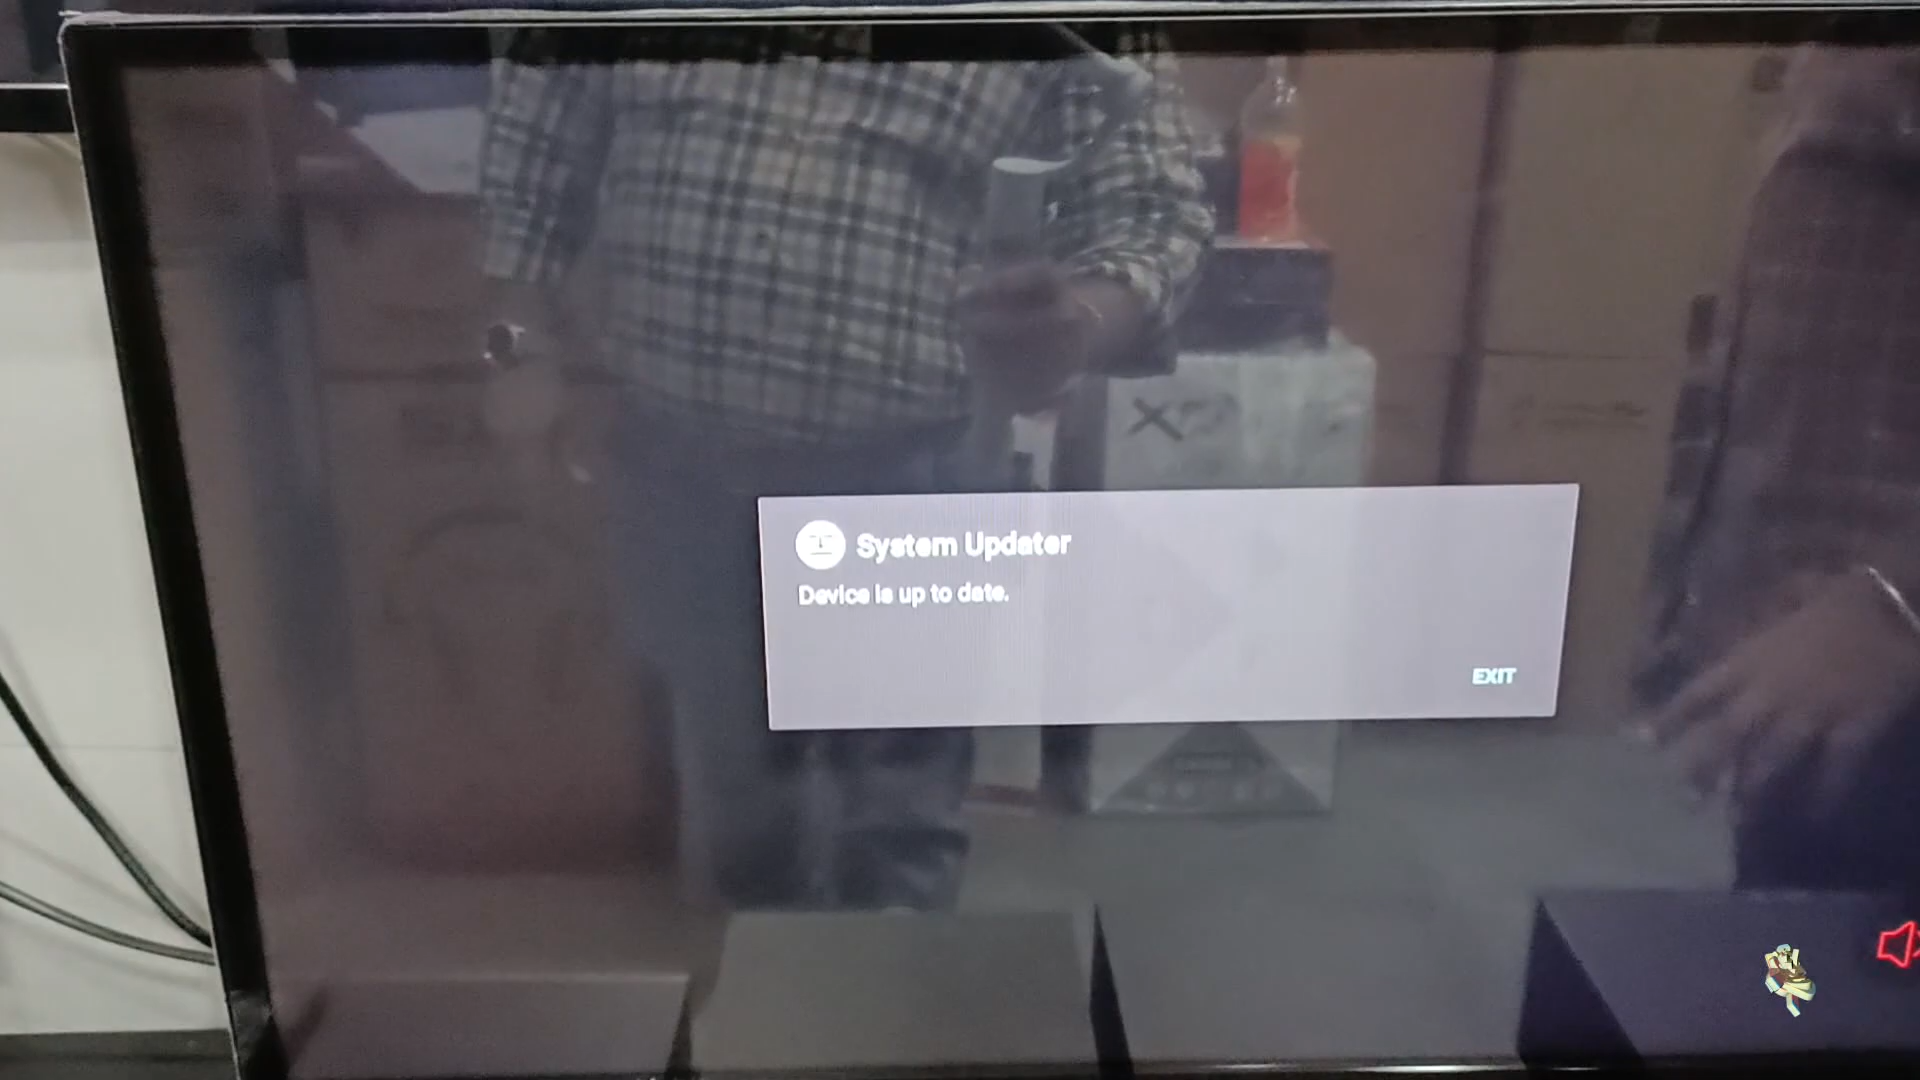 System Updater
Device is up to date.
EXIT